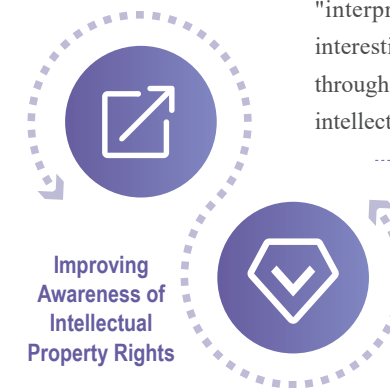 "interpr
interesti
through
intellect
Improving
Awareness of
Intellectual
Property Rights